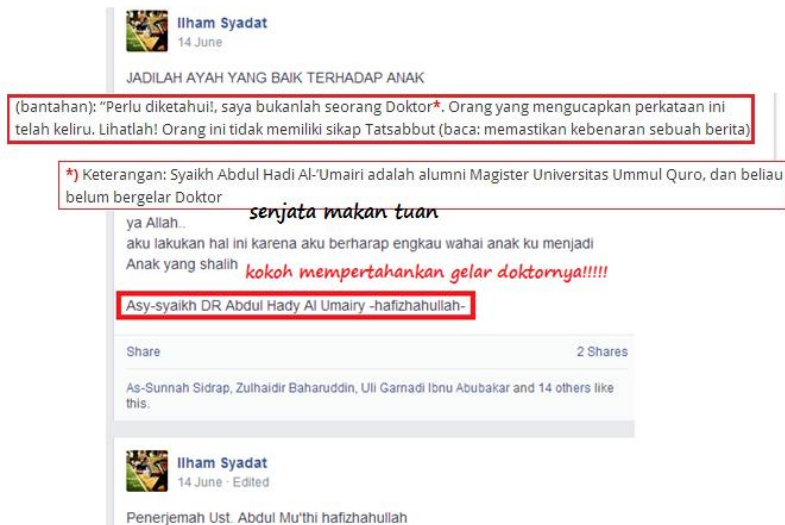 Ilham Syadat
14 June
JADILAH AYAH YANG BAIK TERHADAP ANAK
(bantahan): “Perlu diketahui!, saya bukanlah seorang Doktor*. Orang yang mengucapkan perkataan ini
telah keliru. Lihatlah! Orang ini tidak memiliki sikap Tatsabbut (baca: memastikan kebenaran sebuah berita)
*) Keterangan: Syaikh Abdul Hadi Al-‘Umairi adalah alumni Magister Universitas Ummul Quro, dan beliau
belum bergelar Doktor
senjata makan tuan
ya Allah..
aku lakukan hal ini karena aku berharap engkau wahai anak ku menjadi
Anak yang shalih
kokoh mempertahankan gelar doktornya!!!!!
Asy-syaikh DR Abdul Hady Al Umairy -hafizhahullah-
Share
2 Shares
As-Sunnah Sidrap, Zulhaidir Baharuddin, Uli Garnadi Ibnu Abubakar and 14 others like
this.
Ilham Syadat
14 June · Edited
Penerjemah Ust. Abdul Mu'thi hafizhahullah